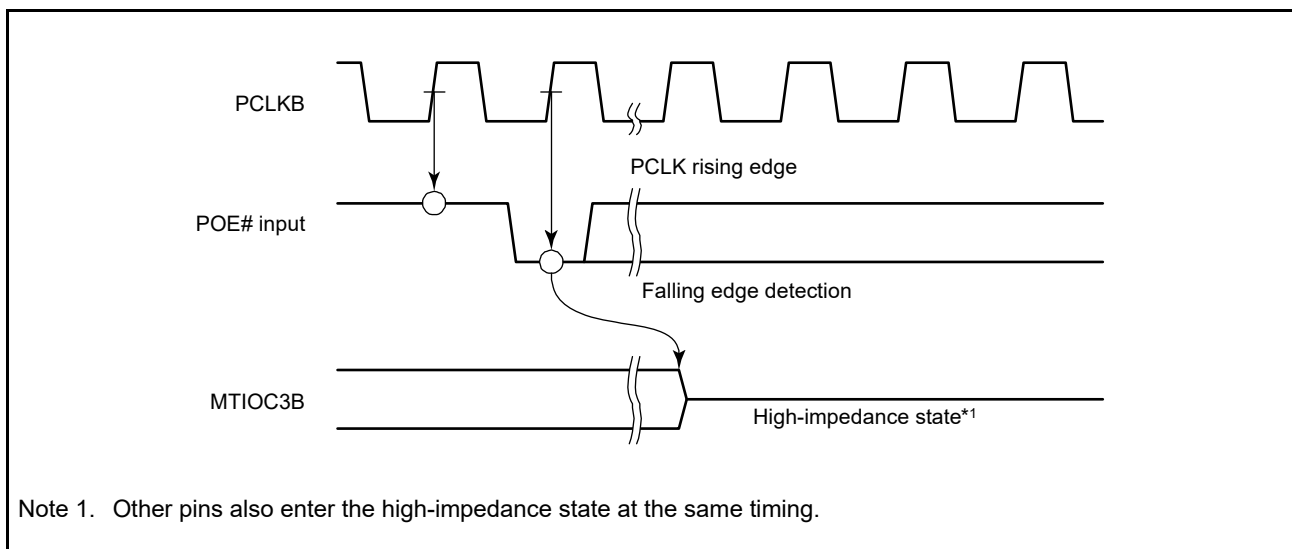 PCLKB
PCLK rising edge
POE# input
Falling edge detection
MTIOC3B
High-impedance state*1
Note 1. Other pins also enter the high-impedance state at the same timing.